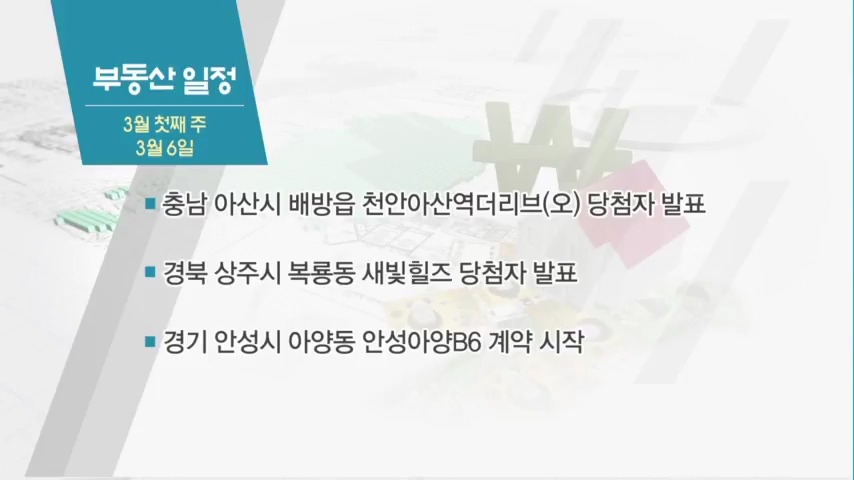 부동산 일정
3월 첫째 주
3월 6일
충남 아산시 배방읍 천안아산역더리브(오) 당첨자 발표
경북 상주시 복룡동 새빛힐즈 당첨자 발표
경기 안성시 아양동 안성아양B6 계약 시작